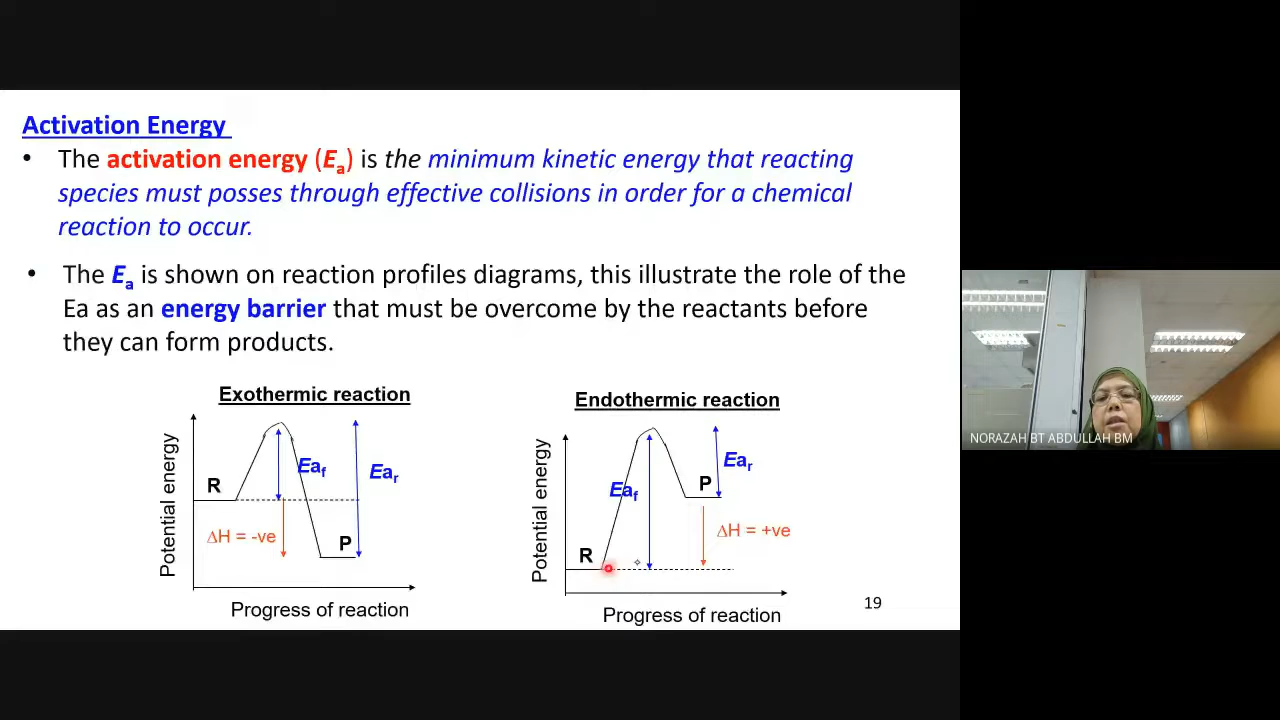 Activation Energy
• The activation energy (Ea) is the minimum kinetic energy that reacting
species must posses through effective collisions in order for a chemical
reaction to occur.
• The Ea is shown on reaction profiles diagrams, this illustrate the role of the
Ea as an energy barrier that must be overcome by the reactants before
they can form products.
Exothermic reaction
Potential energy
R
Eaf
Ear
ΔH = -ve
P
Progress of reaction
Endothermic reaction
Potential energy
Eaf
Ear
P
ΔH = +ve
R
Progress of reaction
19
NORAZAH BT ABDULLAH BM